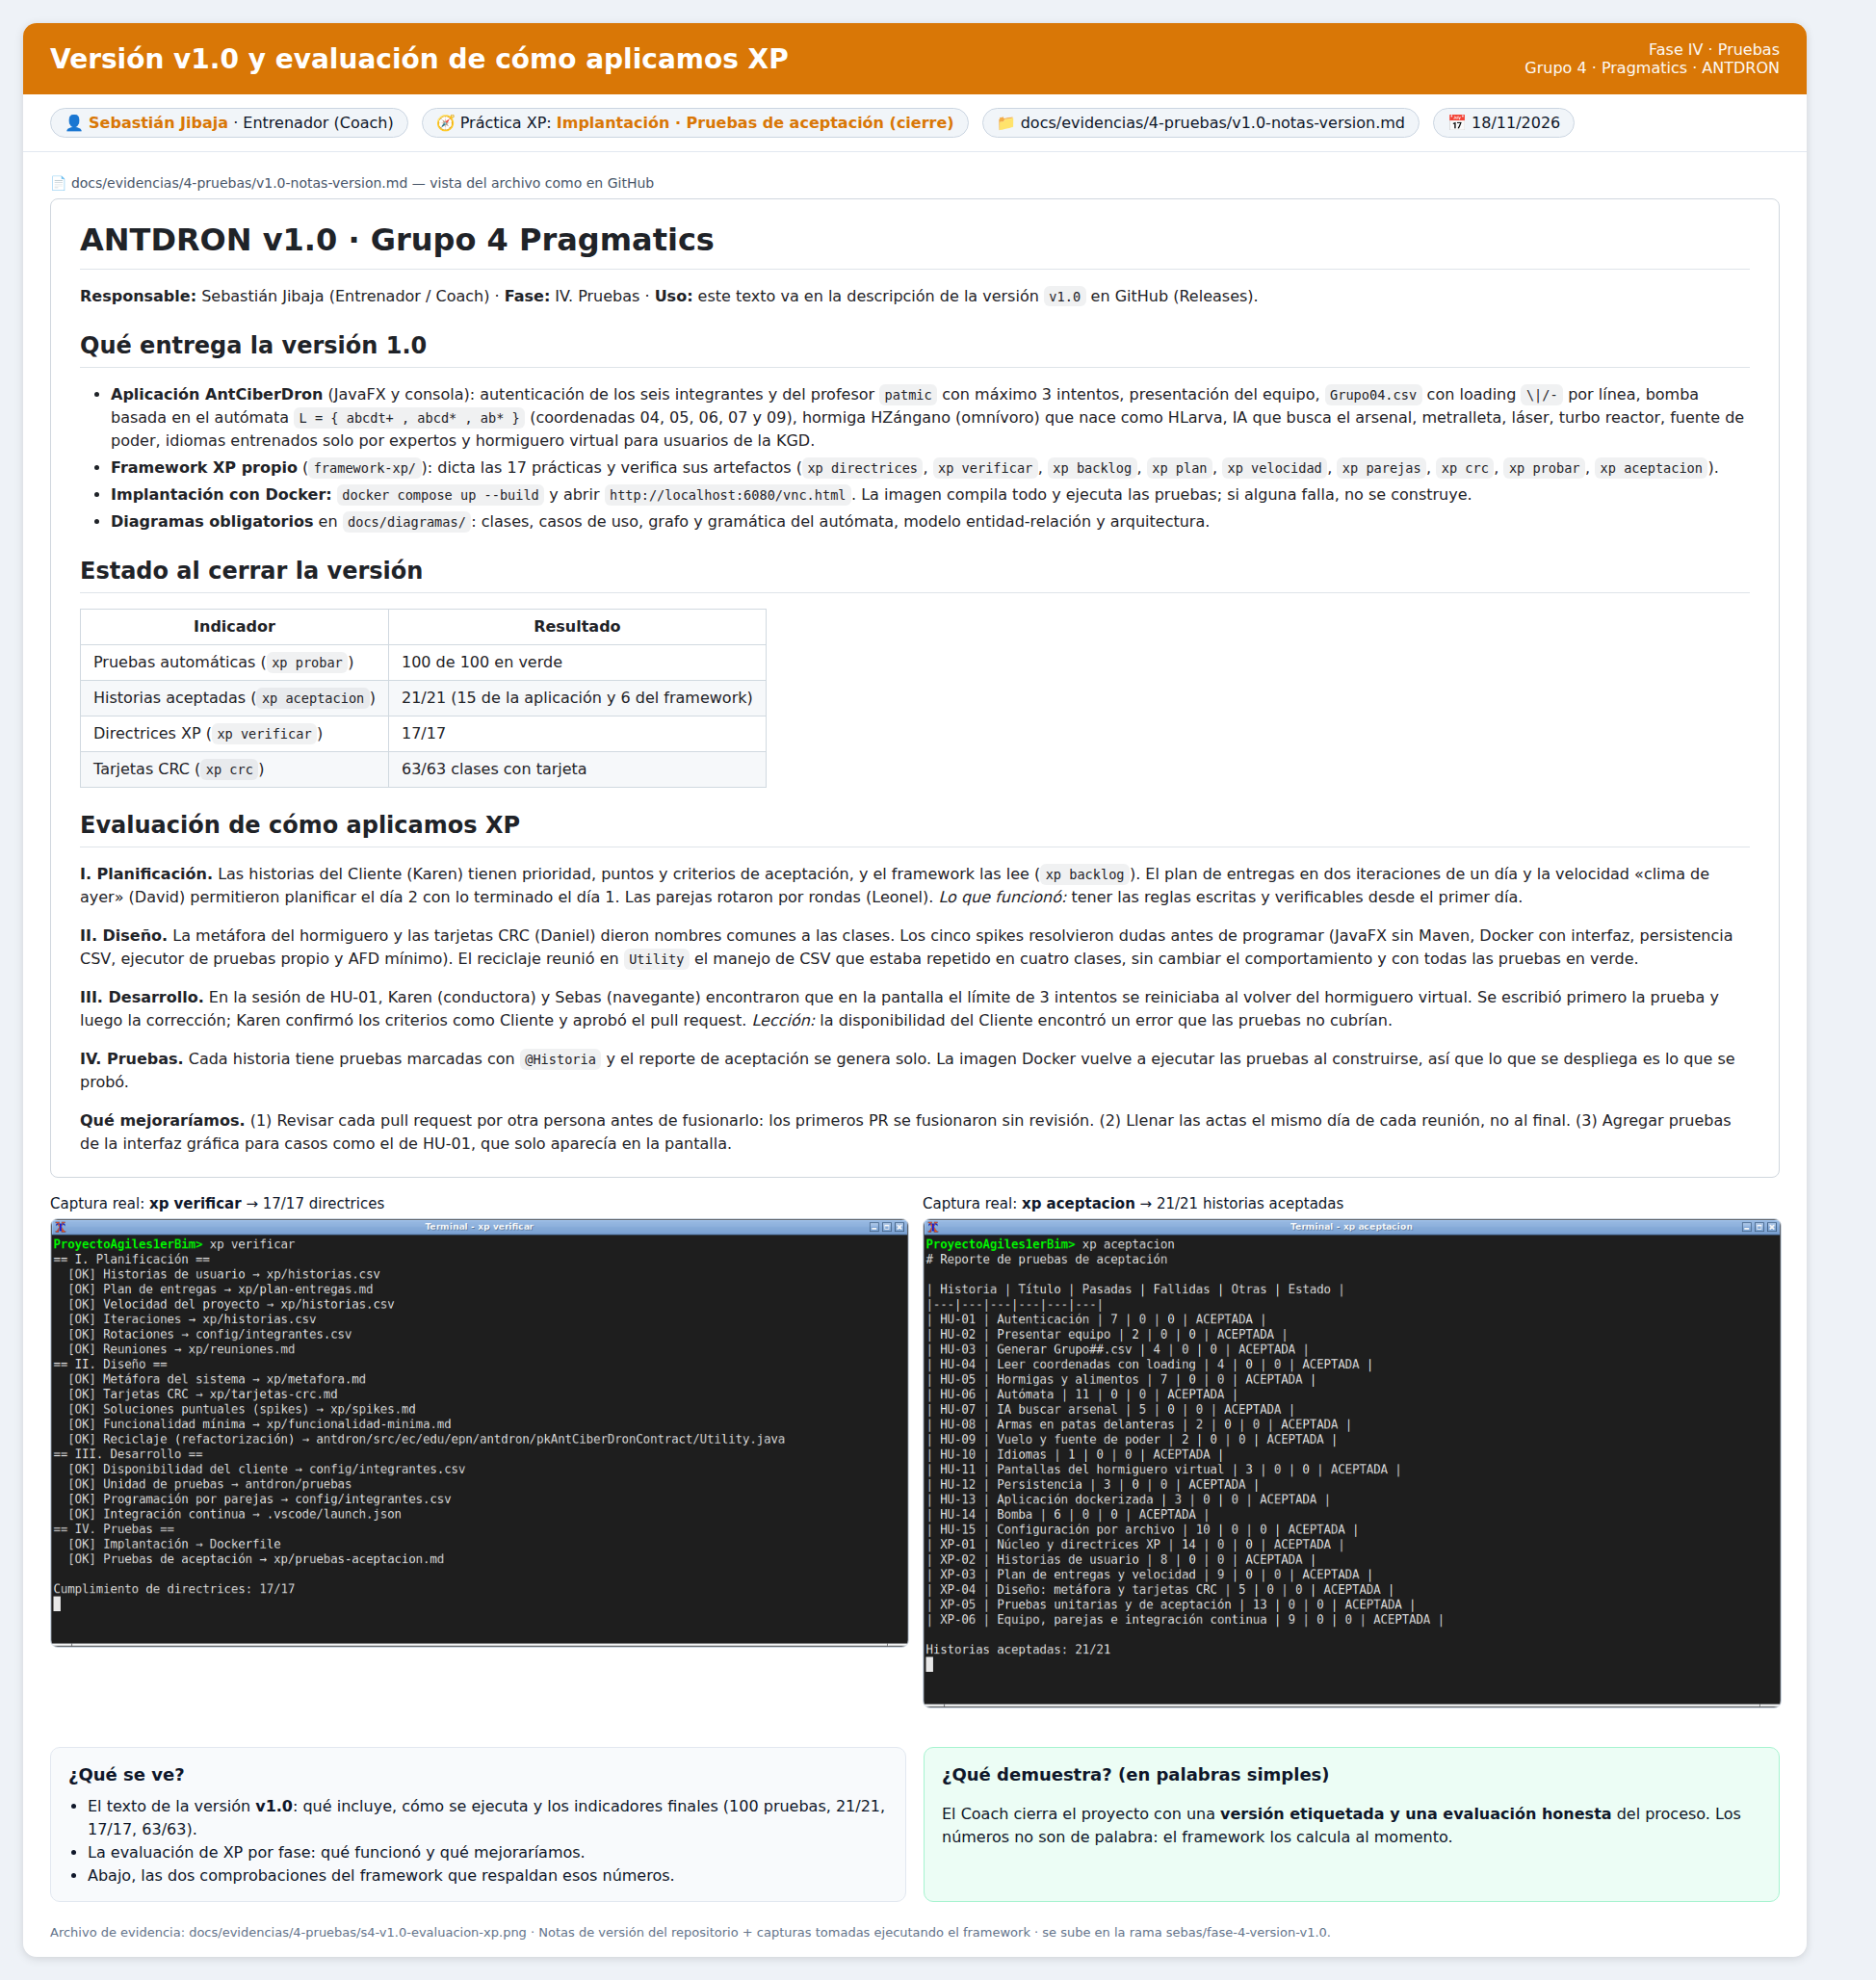 Versión v1.0 y evaluación de cómo aplicamos XP
Fase IV · Pruebas
Grupo 4 · Pragmatics · ANTDRON
👤 Sebastián Jibaja · Entrenador (Coach)
🧭 Práctica XP: Implantación · Pruebas de aceptación (cierre)
📁 docs/evidencias/4-pruebas/v1.0-notas-version.md
📅 18/11/2026
📄 docs/evidencias/4-pruebas/v1.0-notas-version.md — vista del archivo como en GitHub
ANTDRON v1.0 · Grupo 4 Pragmatics
Responsable: Sebastián Jibaja (Entrenador / Coach) · Fase: IV. Pruebas · Uso: este texto va en la descripción de la versión v1.0 en GitHub (Releases).
Qué entrega la versión 1.0
• Aplicación AntCiberDron (JavaFX y consola): autenticación de los seis integrantes y del profesor patmic con máximo 3 intentos, presentación del equipo, Grupo04.csv con loading \|/- por línea, bomba
basada en el autómata L = { abcdt+ , abcd* , ab* } (coordenadas 04, 05, 06, 07 y 09), hormiga HZángano (omnívoro) que nace como HLarva, IA que busca el arsenal, metralleta, láser, turbo reactor, fuente de
poder, idiomas entrenados solo por expertos y hormiguero virtual para usuarios de la KGD.
• Framework XP propio (framework-xp/): dicta las 17 prácticas y verifica sus artefactos (xp directrices, xp verificar, xp backlog, xp plan, xp velocidad, xp parejas, xp crc, xp probar, xp aceptacion).
• Implantación con Docker: docker compose up --build y abrir http://localhost:6080/vnc.html. La imagen compila todo y ejecuta las pruebas; si alguna falla, no se construye.
• Diagramas obligatorios en docs/diagramas/: clases, casos de uso, grafo y gramática del autómata, modelo entidad-relación y arquitectura.
Estado al cerrar la versión
Indicador Resultado
Pruebas automáticas (xp probar) 100 de 100 en verde
Historias aceptadas (xp aceptacion) 21/21 (15 de la aplicación y 6 del framework)
Directrices XP (xp verificar) 17/17
Tarjetas CRC (xp crc) 63/63 clases con tarjeta
Evaluación de cómo aplicamos XP
I. Planificación. Las historias del Cliente (Karen) tienen prioridad, puntos y criterios de aceptación, y el framework las lee (xp backlog). El plan de entregas en dos iteraciones de un día y la velocidad «clima de
ayer» (David) permitieron planificar el día 2 con lo terminado el día 1. Las parejas rotaron por rondas (Leonel). Lo que funcionó: tener las reglas escritas y verificables desde el primer día.
II. Diseño. La metáfora del hormiguero y las tarjetas CRC (Daniel) dieron nombres comunes a las clases. Los cinco spikes resolvieron dudas antes de programar (JavaFX sin Maven, Docker con interfaz, persistencia
CSV, ejecutor de pruebas propio y AFD mínimo). El reciclaje reunió en Utility el manejo de CSV que estaba repetido en cuatro clases, sin cambiar el comportamiento y con todas las pruebas en verde.
III. Desarrollo. En la sesión de HU-01, Karen (conductora) y Sebas (navegante) encontraron que en la pantalla el límite de 3 intentos se reiniciaba al volver del hormiguero virtual. Se escribió primero la prueba y
luego la corrección; Karen confirmó los criterios como Cliente y aprobó el pull request. Lección: la disponibilidad del Cliente encontró un error que las pruebas no cubrían.
IV. Pruebas. Cada historia tiene pruebas marcadas con @Historia y el reporte de aceptación se genera solo. La imagen Docker vuelve a ejecutar las pruebas al construirse, así que lo que se despliega es lo que se
probó.
Qué mejoraríamos. (1) Revisar cada pull request por otra persona antes de fusionarlo: los primeros PR se fusionaron sin revisión. (2) Llenar las actas el mismo día de cada reunión, no al final. (3) Agregar pruebas
de la interfaz gráfica para casos como el de HU-01, que solo aparecía en la pantalla.
Captura real: xp verificar → 17/17 directrices
Terminal - xp verificar
ProyectoAgiles1erBim> xp verificar
== I. Planificación ==
[OK] Historias de usuario → xp/historias.csv
[OK] Plan de entregas → xp/plan-entregas.md
[OK] Velocidad del proyecto → xp/historias.csv
[OK] Iteraciones → xp/historias.csv
[OK] Rotaciones → config/integrantes.csv
[OK] Reuniones → xp/reuniones.md
== II. Diseño ==
[OK] Metáfora del sistema → xp/metafora.md
[OK] Tarjetas CRC → xp/tarjetas-crc.md
[OK] Soluciones puntuales (spikes) → xp/spikes.md
[OK] Funcionalidad mínima → xp/funcionalidad-minima.md
[OK] Reciclaje (refactorización) → antdron/src/ec/edu/epn/antdron/pkAntCiberDronContract/Utility.java
== III. Desarrollo ==
[OK] Disponibilidad del cliente → config/integrantes.csv
[OK] Unidad de pruebas → antdron/pruebas
[OK] Programación por parejas → config/integrantes.csv
[OK] Integración continua → .vscode/launch.json
== IV. Pruebas ==
[OK] Implantación → Dockerfile
[OK] Pruebas de aceptación → xp/pruebas-aceptacion.md
Cumplimiento de directrices: 17/17
Captura real: xp aceptacion → 21/21 historias aceptadas
Terminal - xp aceptacion
ProyectoAgiles1erBim> xp aceptacion
# Reporte de pruebas de aceptación
| Historia | Título | Pasadas | Fallidas | Otras | Estado |
|---|---|---|---|---|---|
| HU-01 | Autenticación | 7 | 0 | 0 | ACEPTADA |
| HU-02 | Presentar equipo | 2 | 0 | 0 | ACEPTADA |
| HU-03 | Generar Grupo##.csv | 4 | 0 | 0 | ACEPTADA |
| HU-04 | Leer coordenadas con loading | 4 | 0 | 0 | ACEPTADA |
| HU-05 | Hormigas y alimentos | 7 | 0 | 0 | ACEPTADA |
| HU-06 | Autómata | 11 | 0 | 0 | ACEPTADA |
| HU-07 | IA buscar arsenal | 5 | 0 | 0 | ACEPTADA |
| HU-08 | Armas en patas delanteras | 2 | 0 | 0 | ACEPTADA |
| HU-09 | Vuelo y fuente de poder | 2 | 0 | 0 | ACEPTADA |
| HU-10 | Idiomas | 1 | 0 | 0 | ACEPTADA |
| HU-11 | Pantallas del hormiguero virtual | 3 | 0 | 0 | ACEPTADA |
| HU-12 | Persistencia | 3 | 0 | 0 | ACEPTADA |
| HU-13 | Aplicación dockerizada | 3 | 0 | 0 | ACEPTADA |
| HU-14 | Bomba | 6 | 0 | 0 | ACEPTADA |
| HU-15 | Configuración por archivo | 10 | 0 | 0 | ACEPTADA |
| XP-01 | Núcleo y directrices XP | 14 | 0 | 0 | ACEPTADA |
| XP-02 | Historias de usuario | 8 | 0 | 0 | ACEPTADA |
| XP-03 | Plan de entregas y velocidad | 9 | 0 | 0 | ACEPTADA |
| XP-04 | Diseño: metáfora y tarjetas CRC | 5 | 0 | 0 | ACEPTADA |
| XP-05 | Pruebas unitarias y de aceptación | 13 | 0 | 0 | ACEPTADA |
| XP-06 | Equipo, parejas e integración continua | 9 | 0 | 0 | ACEPTADA |
Historias aceptadas: 21/21
¿Qué se ve?
• El texto de la versión v1.0: qué incluye, cómo se ejecuta y los indicadores finales (100 pruebas, 21/21,
17/17, 63/63).
• La evaluación de XP por fase: qué funcionó y qué mejoraríamos.
• Abajo, las dos comprobaciones del framework que respaldan esos números.
¿Qué demuestra? (en palabras simples)
El Coach cierra el proyecto con una versión etiquetada y una evaluación honesta del proceso. Los
números no son de palabra: el framework los calcula al momento.
Archivo de evidencia: docs/evidencias/4-pruebas/s4-v1.0-evaluacion-xp.png · Notas de versión del repositorio + capturas tomadas ejecutando el framework · se sube en la rama sebas/fase-4-version-v1.0.